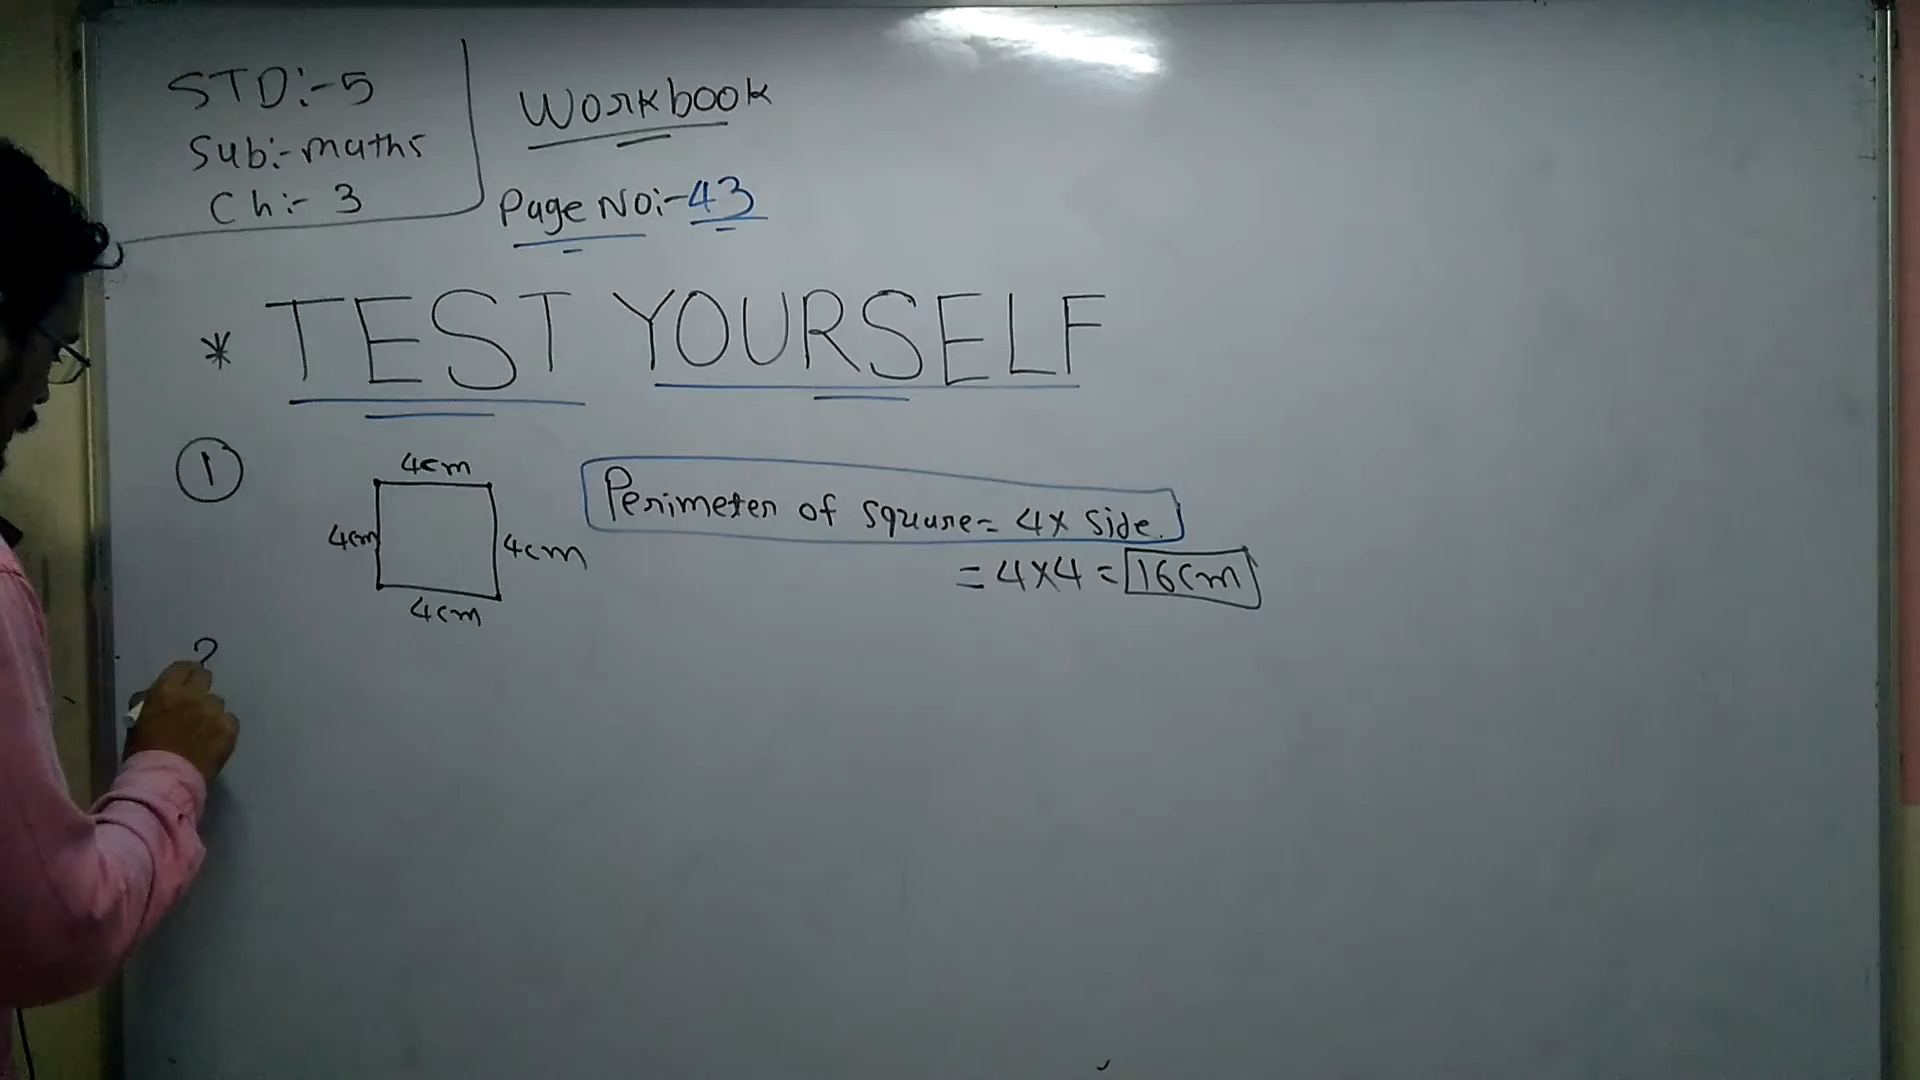 STD:-5
Sub:-maths
Ch:- 3
Workbook
Page No:-43
* TEST YOURSELF
1
4cm
4cm
4cm
4cm
Perimeter of square= 4x side.
= 4x4 = 16cm
2